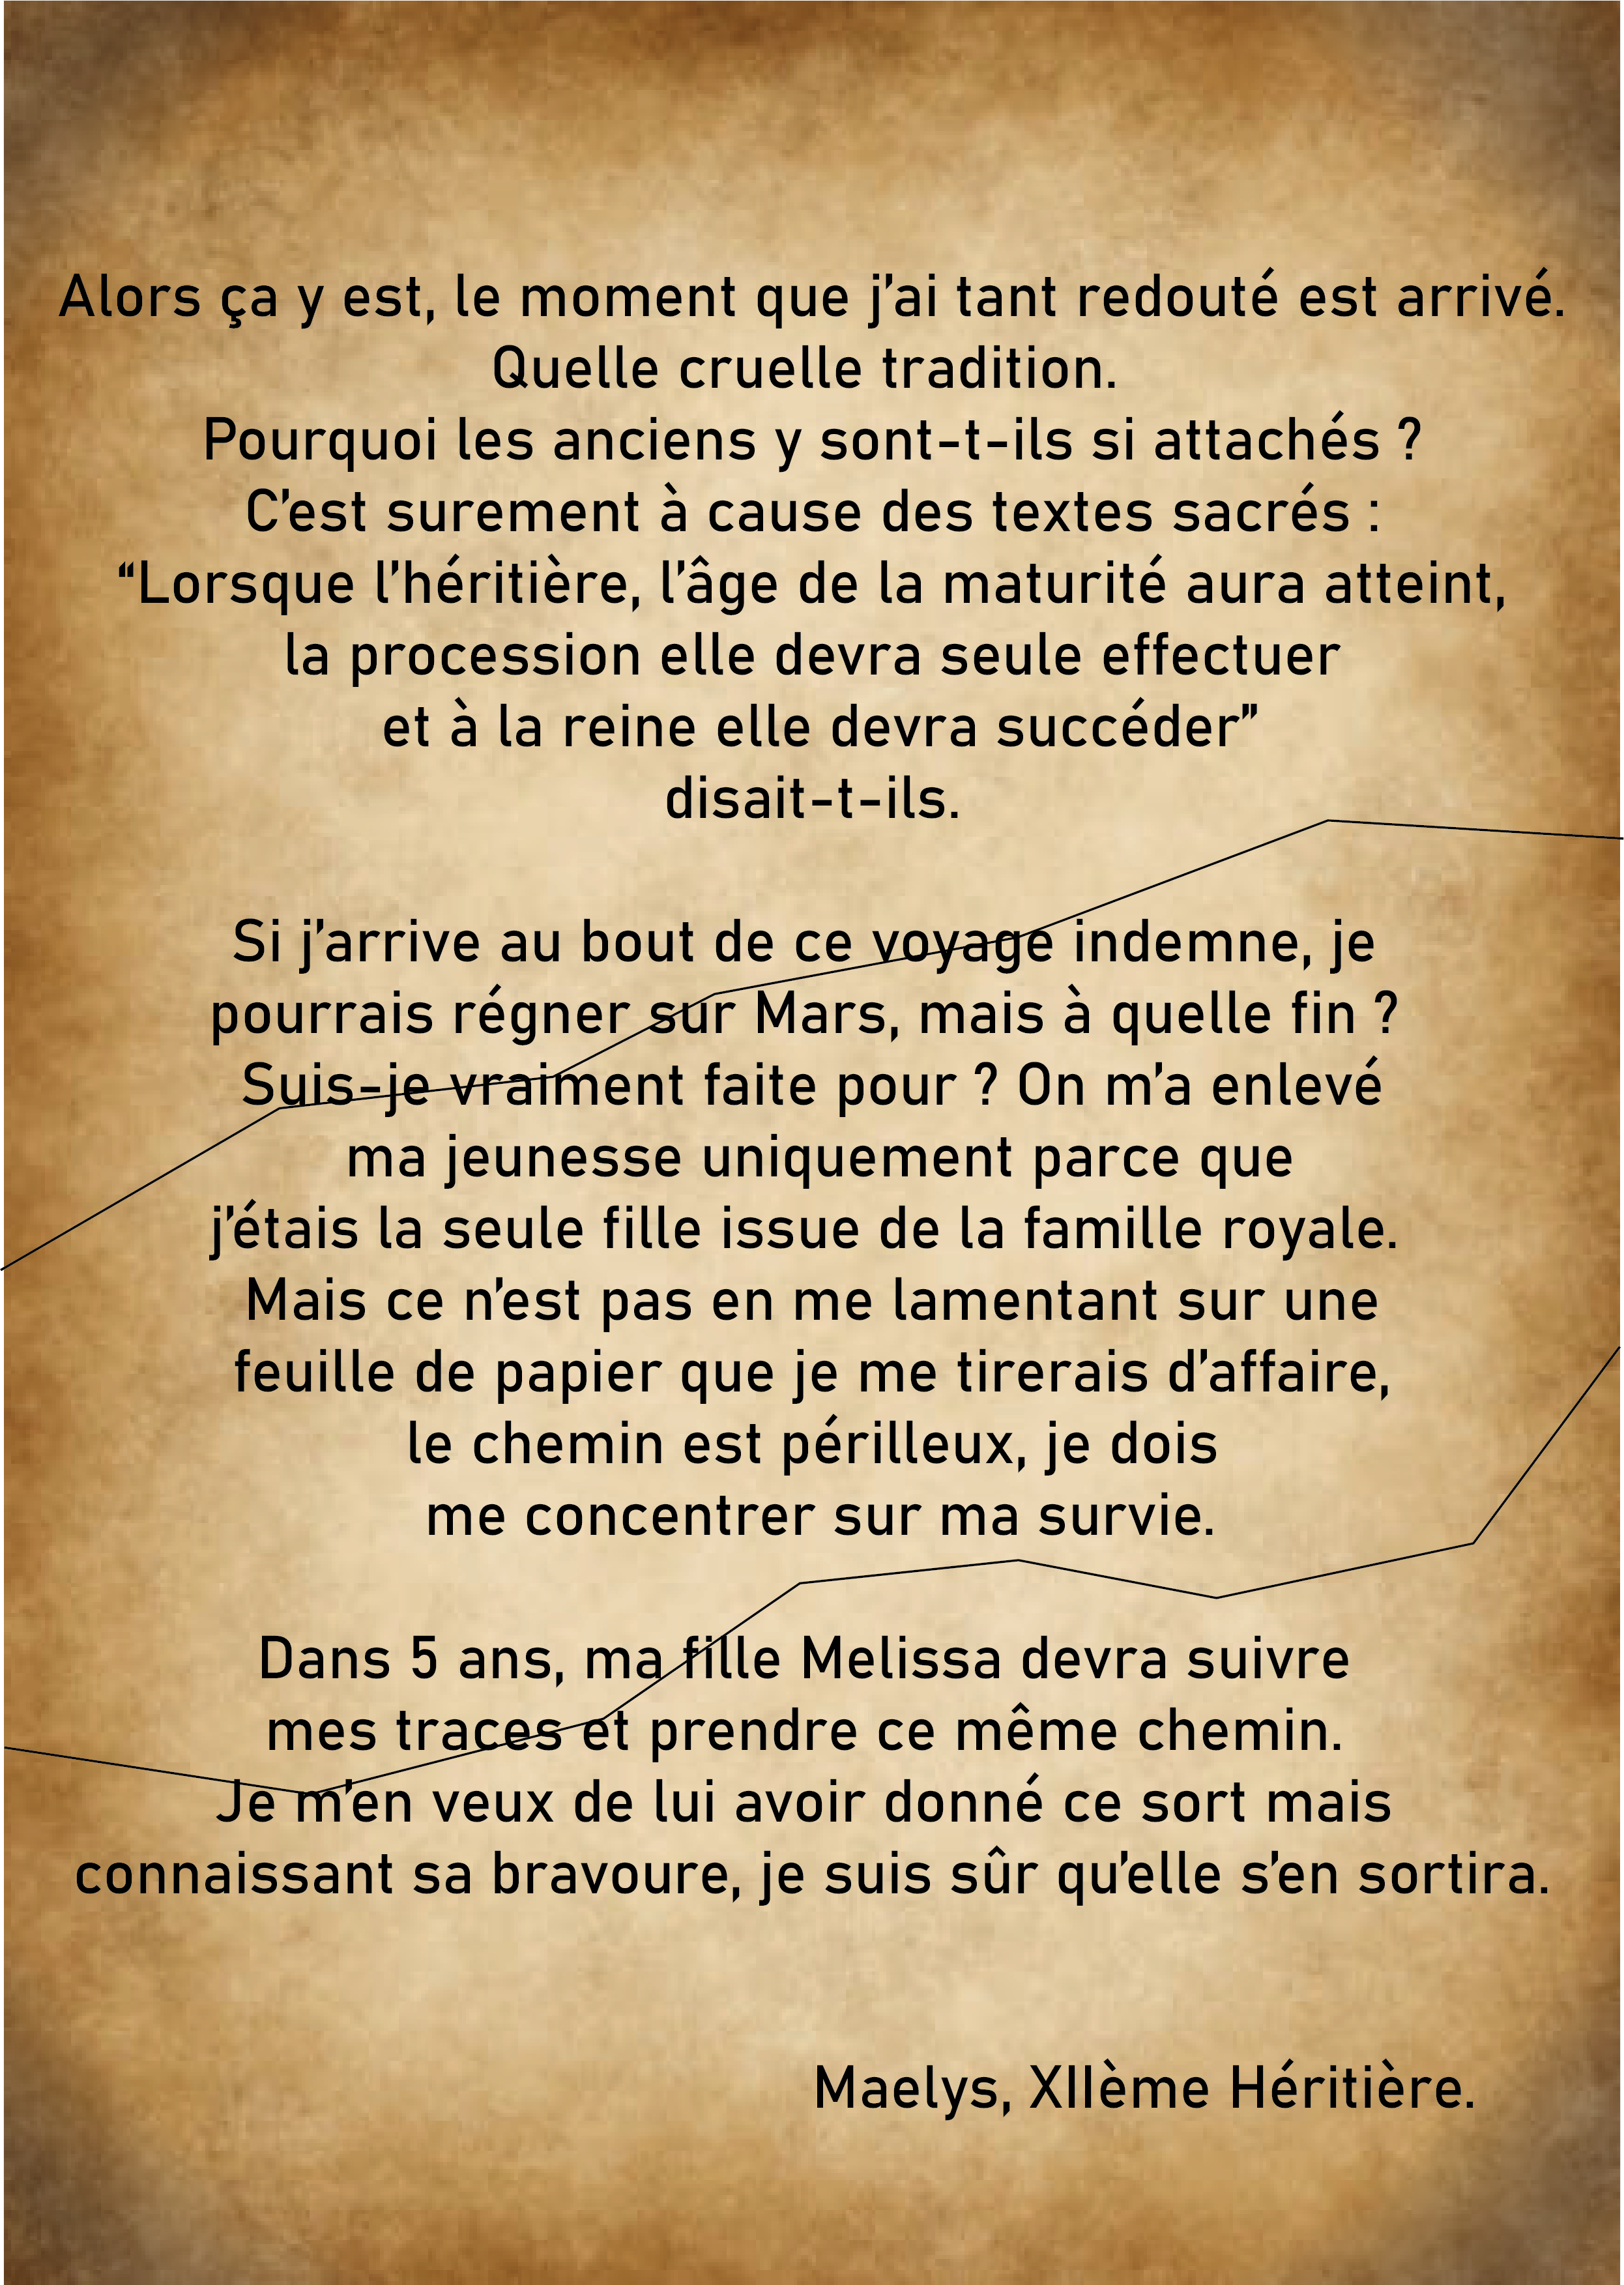 Alors ça y est, le moment que j’ai tant redouté est arrivé.
Quelle cruelle tradition.
Pourquoi les anciens y sont-t-ils si attachés ?
C’est surement à cause des textes sacrés :
“Lorsque l’héritière, l’âge de la maturité aura atteint,
la procession elle devra seule effectuer
et à la reine elle devra succéder”
disait-t-ils.
Si j’arrive au bout de ce voyage indemne, je
pourrais régner sur Mars, mais à quelle fin ?
Suis-je vraiment faite pour ? On m’a enlevé
ma jeunesse uniquement parce que
j’étais la seule fille issue de la famille royale.
Mais ce n’est pas en me lamentant sur une
feuille de papier que je me tirerais d’affaire,
le chemin est périlleux, je dois
me concentrer sur ma survie.
Dans 5 ans, ma fille Melissa devra suivre
mes traces et prendre ce même chemin.
Je m’en veux de lui avoir donné ce sort mais
connaissant sa bravoure, je suis sûr qu’elle s’en sortira.
Maelys, XIIème Héritière.